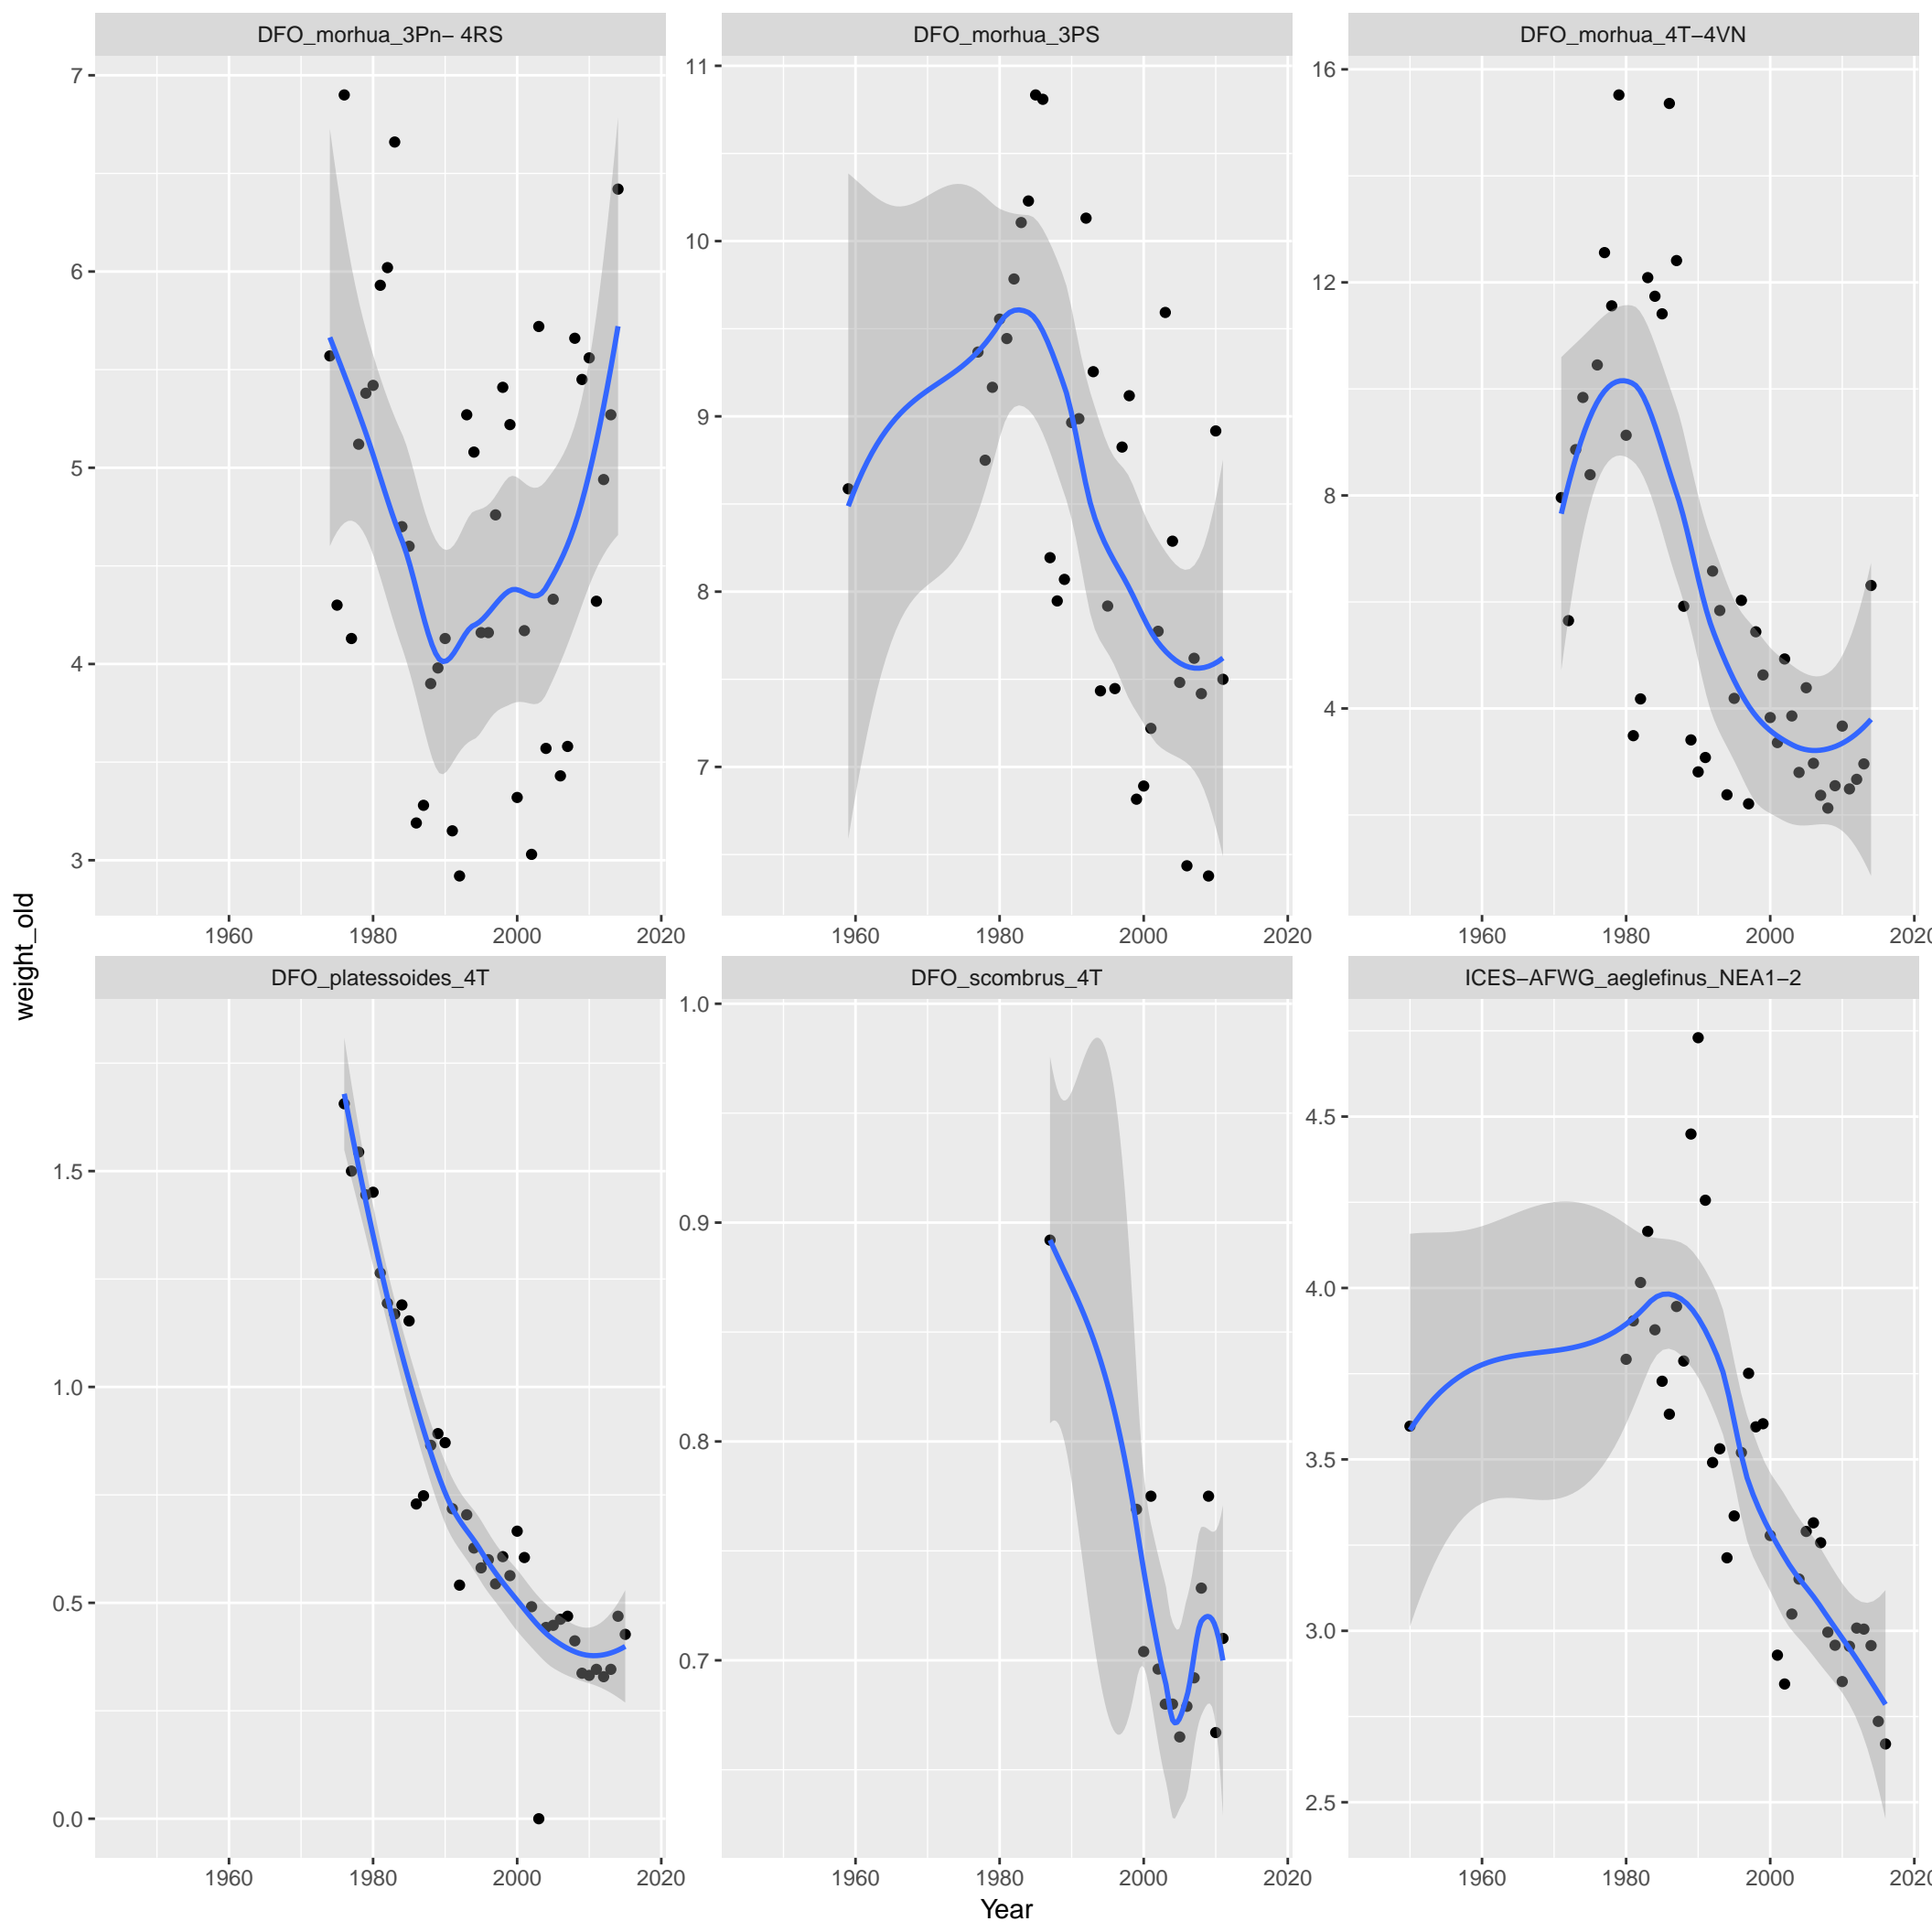 DFO_morhua_3Pn− 4RS
DFO_morhua_3PS
DFO_morhua_4T−4VN
7
6
5
4
3
11
10
9
8
7
16
12
8
4
1960 1980 2000 2020
1960 1980 2000 2020
1960 1980 2000 2020
weight_old
DFO_platessoides_4T
DFO_scombrus_4T
ICES−AFWG_aeglefinus_NEA1−2
1.5
1.0
0.5
0.0
1.0
0.9
0.8
0.7
4.5
4.0
3.5
3.0
2.5
1960 1980 2000 2020
1960 1980 2000 2020
1960 1980 2000 2020
Year